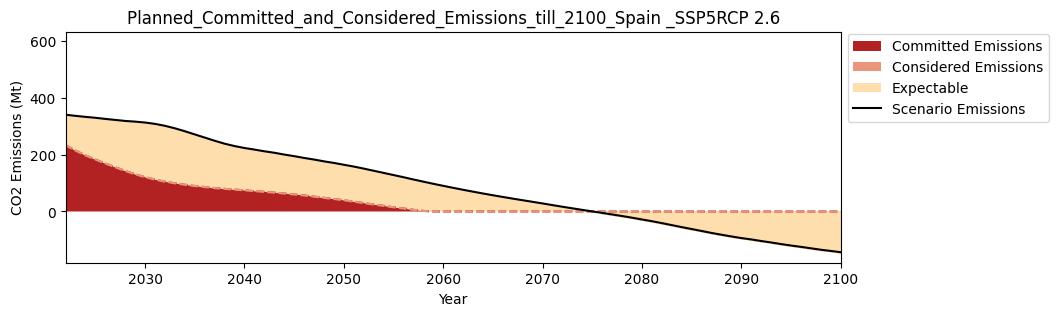 Planned_Committed_and_Considered_Emissions_till_2100_Spain _SSP5RCP 2.6
600
400
200
0
CO2 Emissions (Mt)
2030
2040
2050
2060
2070
2080
2090
2100
Year
Committed Emissions
Considered Emissions
Expectable
Scenario Emissions